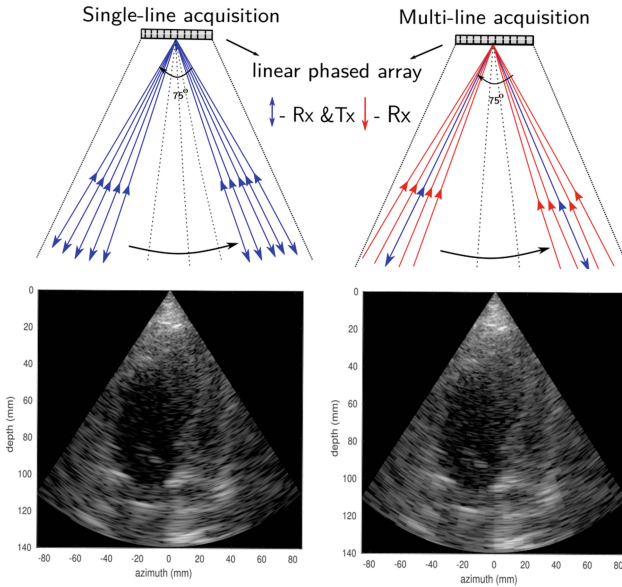 Single-line acquisition
Multi-line acquisition
linear phased array
75°
75°
- Rx &Tx
- Rx
0
20
40
60
80
100
120
140
depth (mm)
-80 -60 -40 -20 0 20 40 60 80
azimuth (mm)
0
20
40
60
80
100
120
140
depth (mm)
-80 -60 -40 -20 0 20 40 60 80
azimuth (mm)